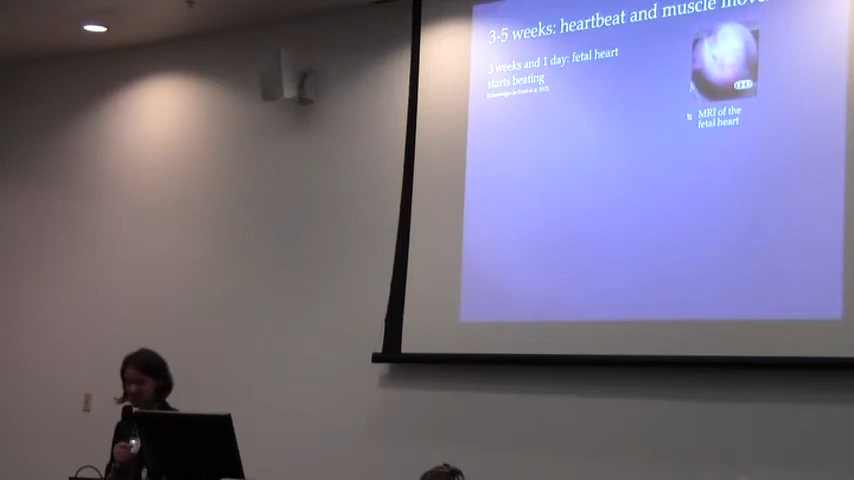 3-5 weeks: heartbeat and muscle
3 weeks and 1 day: fetal heart
starts beating
MRI of the
fetal heart